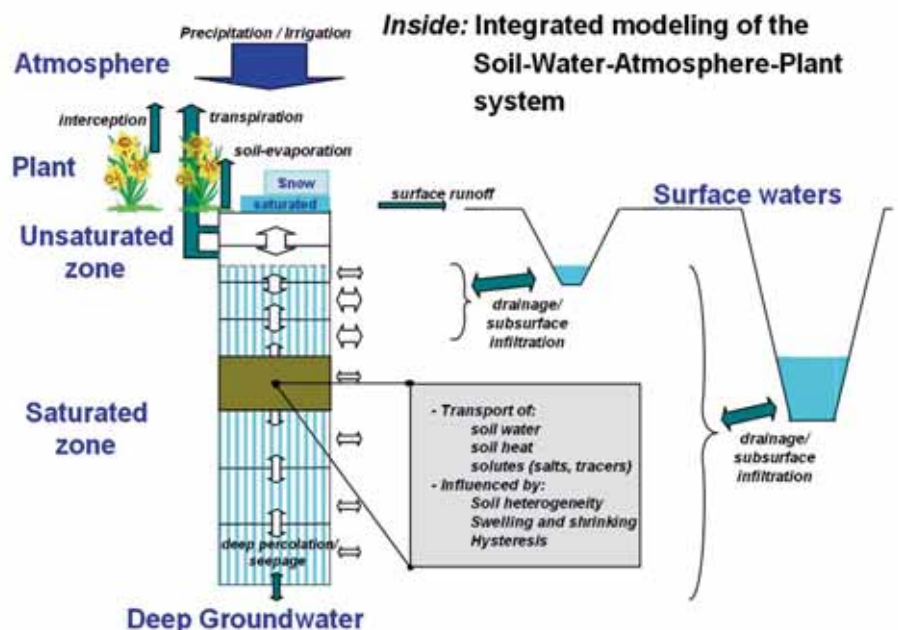 Inside: Integrated modeling of the
Soil-Water-Atmosphere-Plant
system
Precipitation / Irrigation
Atmosphere
interception
transpiration
Plant
soil-evaporation
Snow
saturated
surface runoff
Surface waters
Unsaturated
zone
drainage/
subsurface
infiltration
Saturated
zone
- Transport of:
soil water
soil heat
solutes (salts, tracers)
- Influenced by:
Soil heterogeneity
Swelling and shrinking
Hysteresis
drainage/
subsurface
infiltration
deep percolation/
seepage
Deep Groundwater